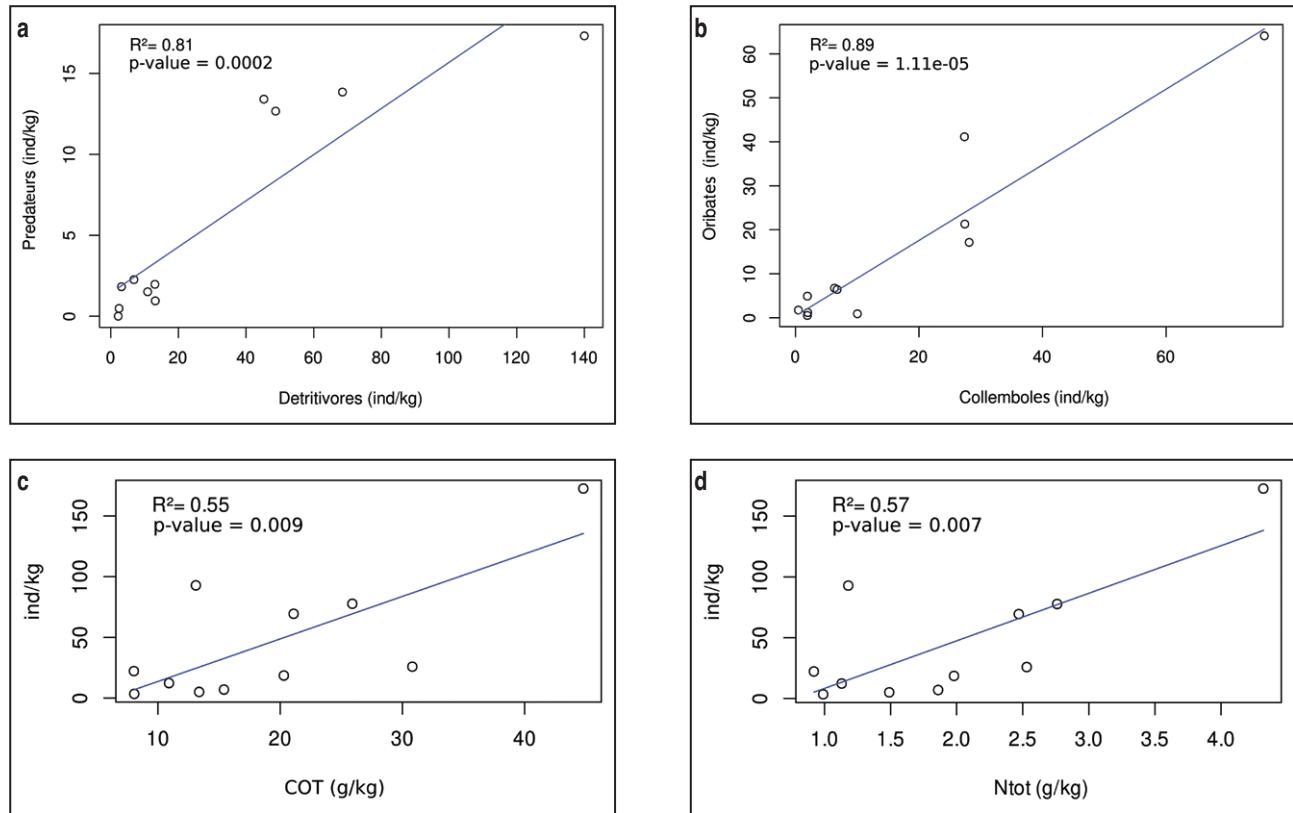 a
R²= 0.81
p-value = 0.0002
Predateurs (ind/kg)
15
10
5
0
0 20 40 60 80 100 120 140
Detritivores (ind/kg)
b
R²= 0.89
p-value = 1.11e-05
Oribates (ind/kg)
60
50
40
30
20
10
0
0 20 40 60
Collemboles (ind/kg)
c
R²= 0.55
p-value = 0.009
ind/kg
150
100
50
0
10 20 30 40
COT (g/kg)
d
R²= 0.57
p-value = 0.007
ind/kg
150
100
50
0
1.0 1.5 2.0 2.5 3.0 3.5 4.0
Ntot (g/kg)